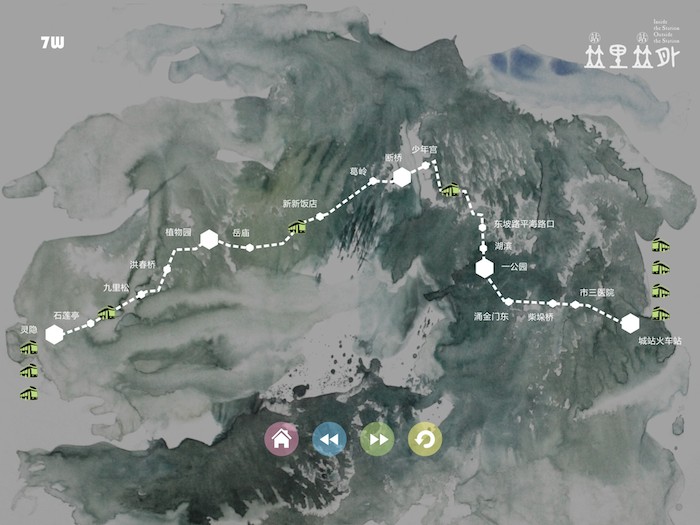 7W
Inside
the Station
Outside
the Station
站里站外
灵隐
石莲亭
九里松
洪春桥
植物园
岳庙
新新饭店
葛岭
断桥
少年宫
东坡路平海路口
湖滨
一公园
涌金门东
柴垛桥
市三医院
城站火车站